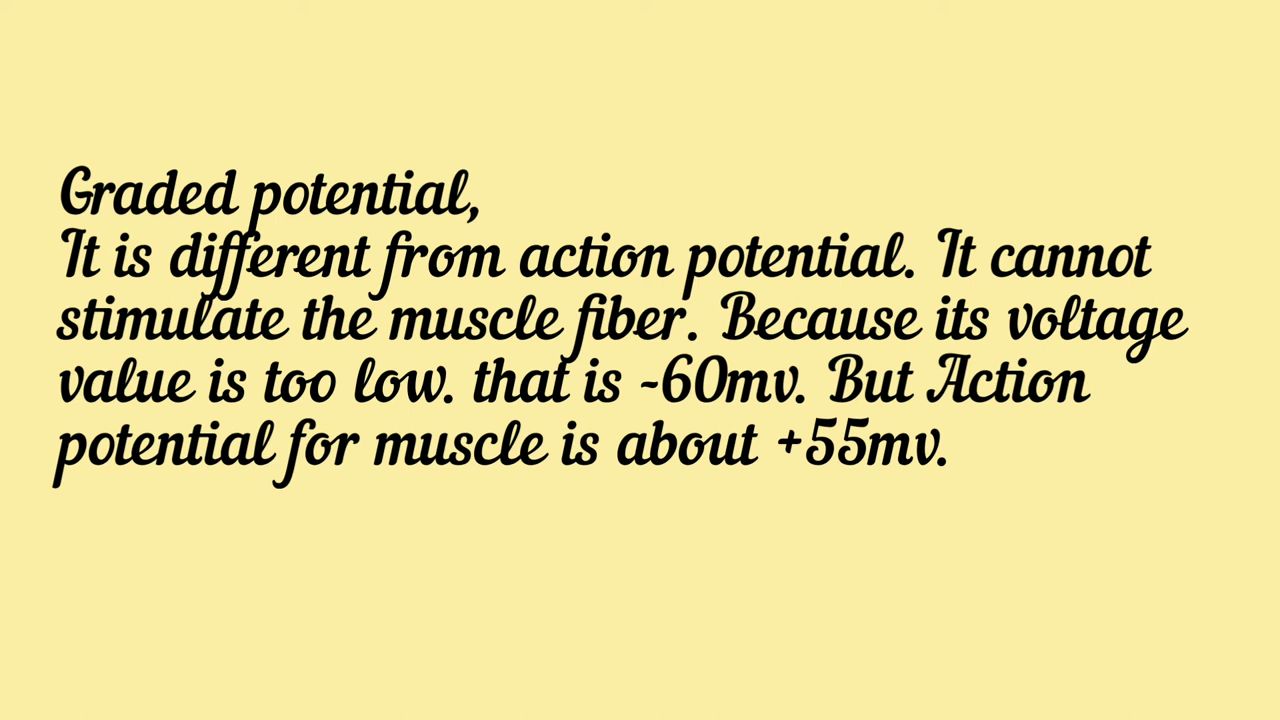 Graded potential,
It is different from action potential. It cannot
stimulate the muscle fiber. Because its voltage
value is too low. that is -60mv. But Action
potential for muscle is about +55mv.